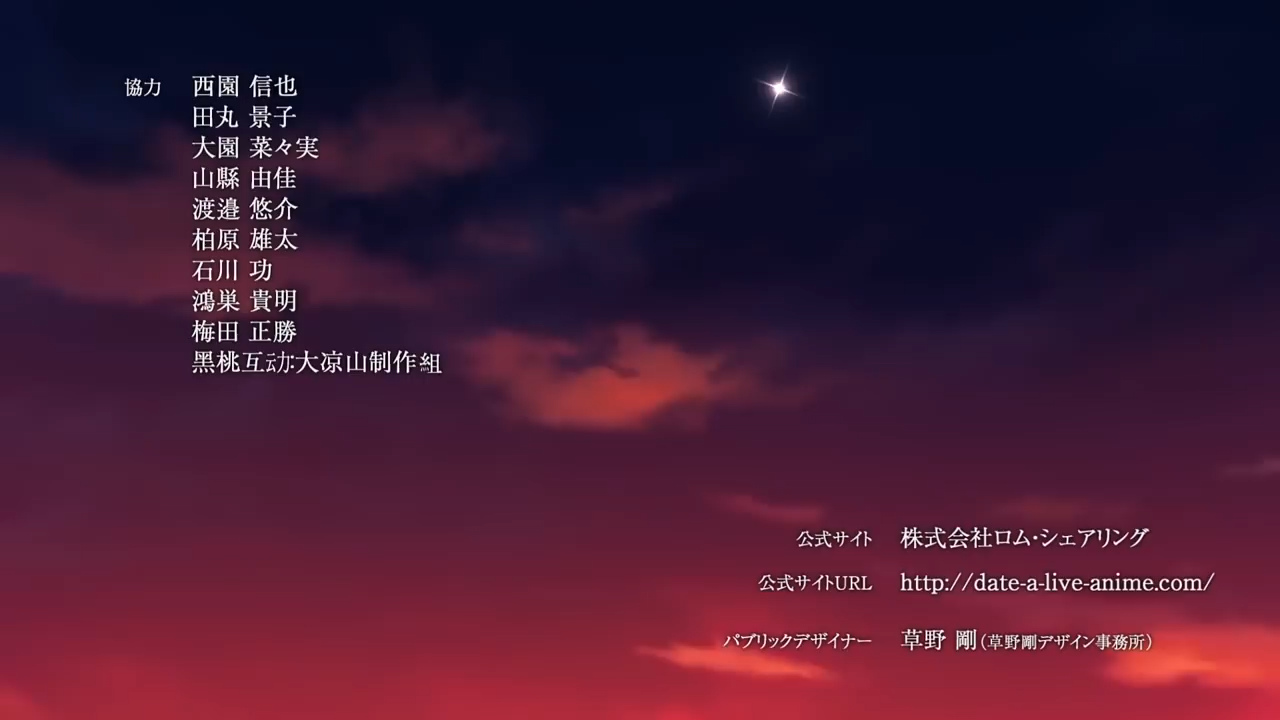 協力 西園 信也
田丸 景子
大園 菜々実
山縣 由佳
渡邉 悠介
柏原 雄太
石川 功
鴻巣 貴明
梅田 正勝
黑桃互动:大凉山制作組
公式サイト 株式会社ロム・シェアリング
公式サイトURL http://date-a-live-anime.com/
パブリックデザイナー 草野 剛(草野剛デザイン事務所)